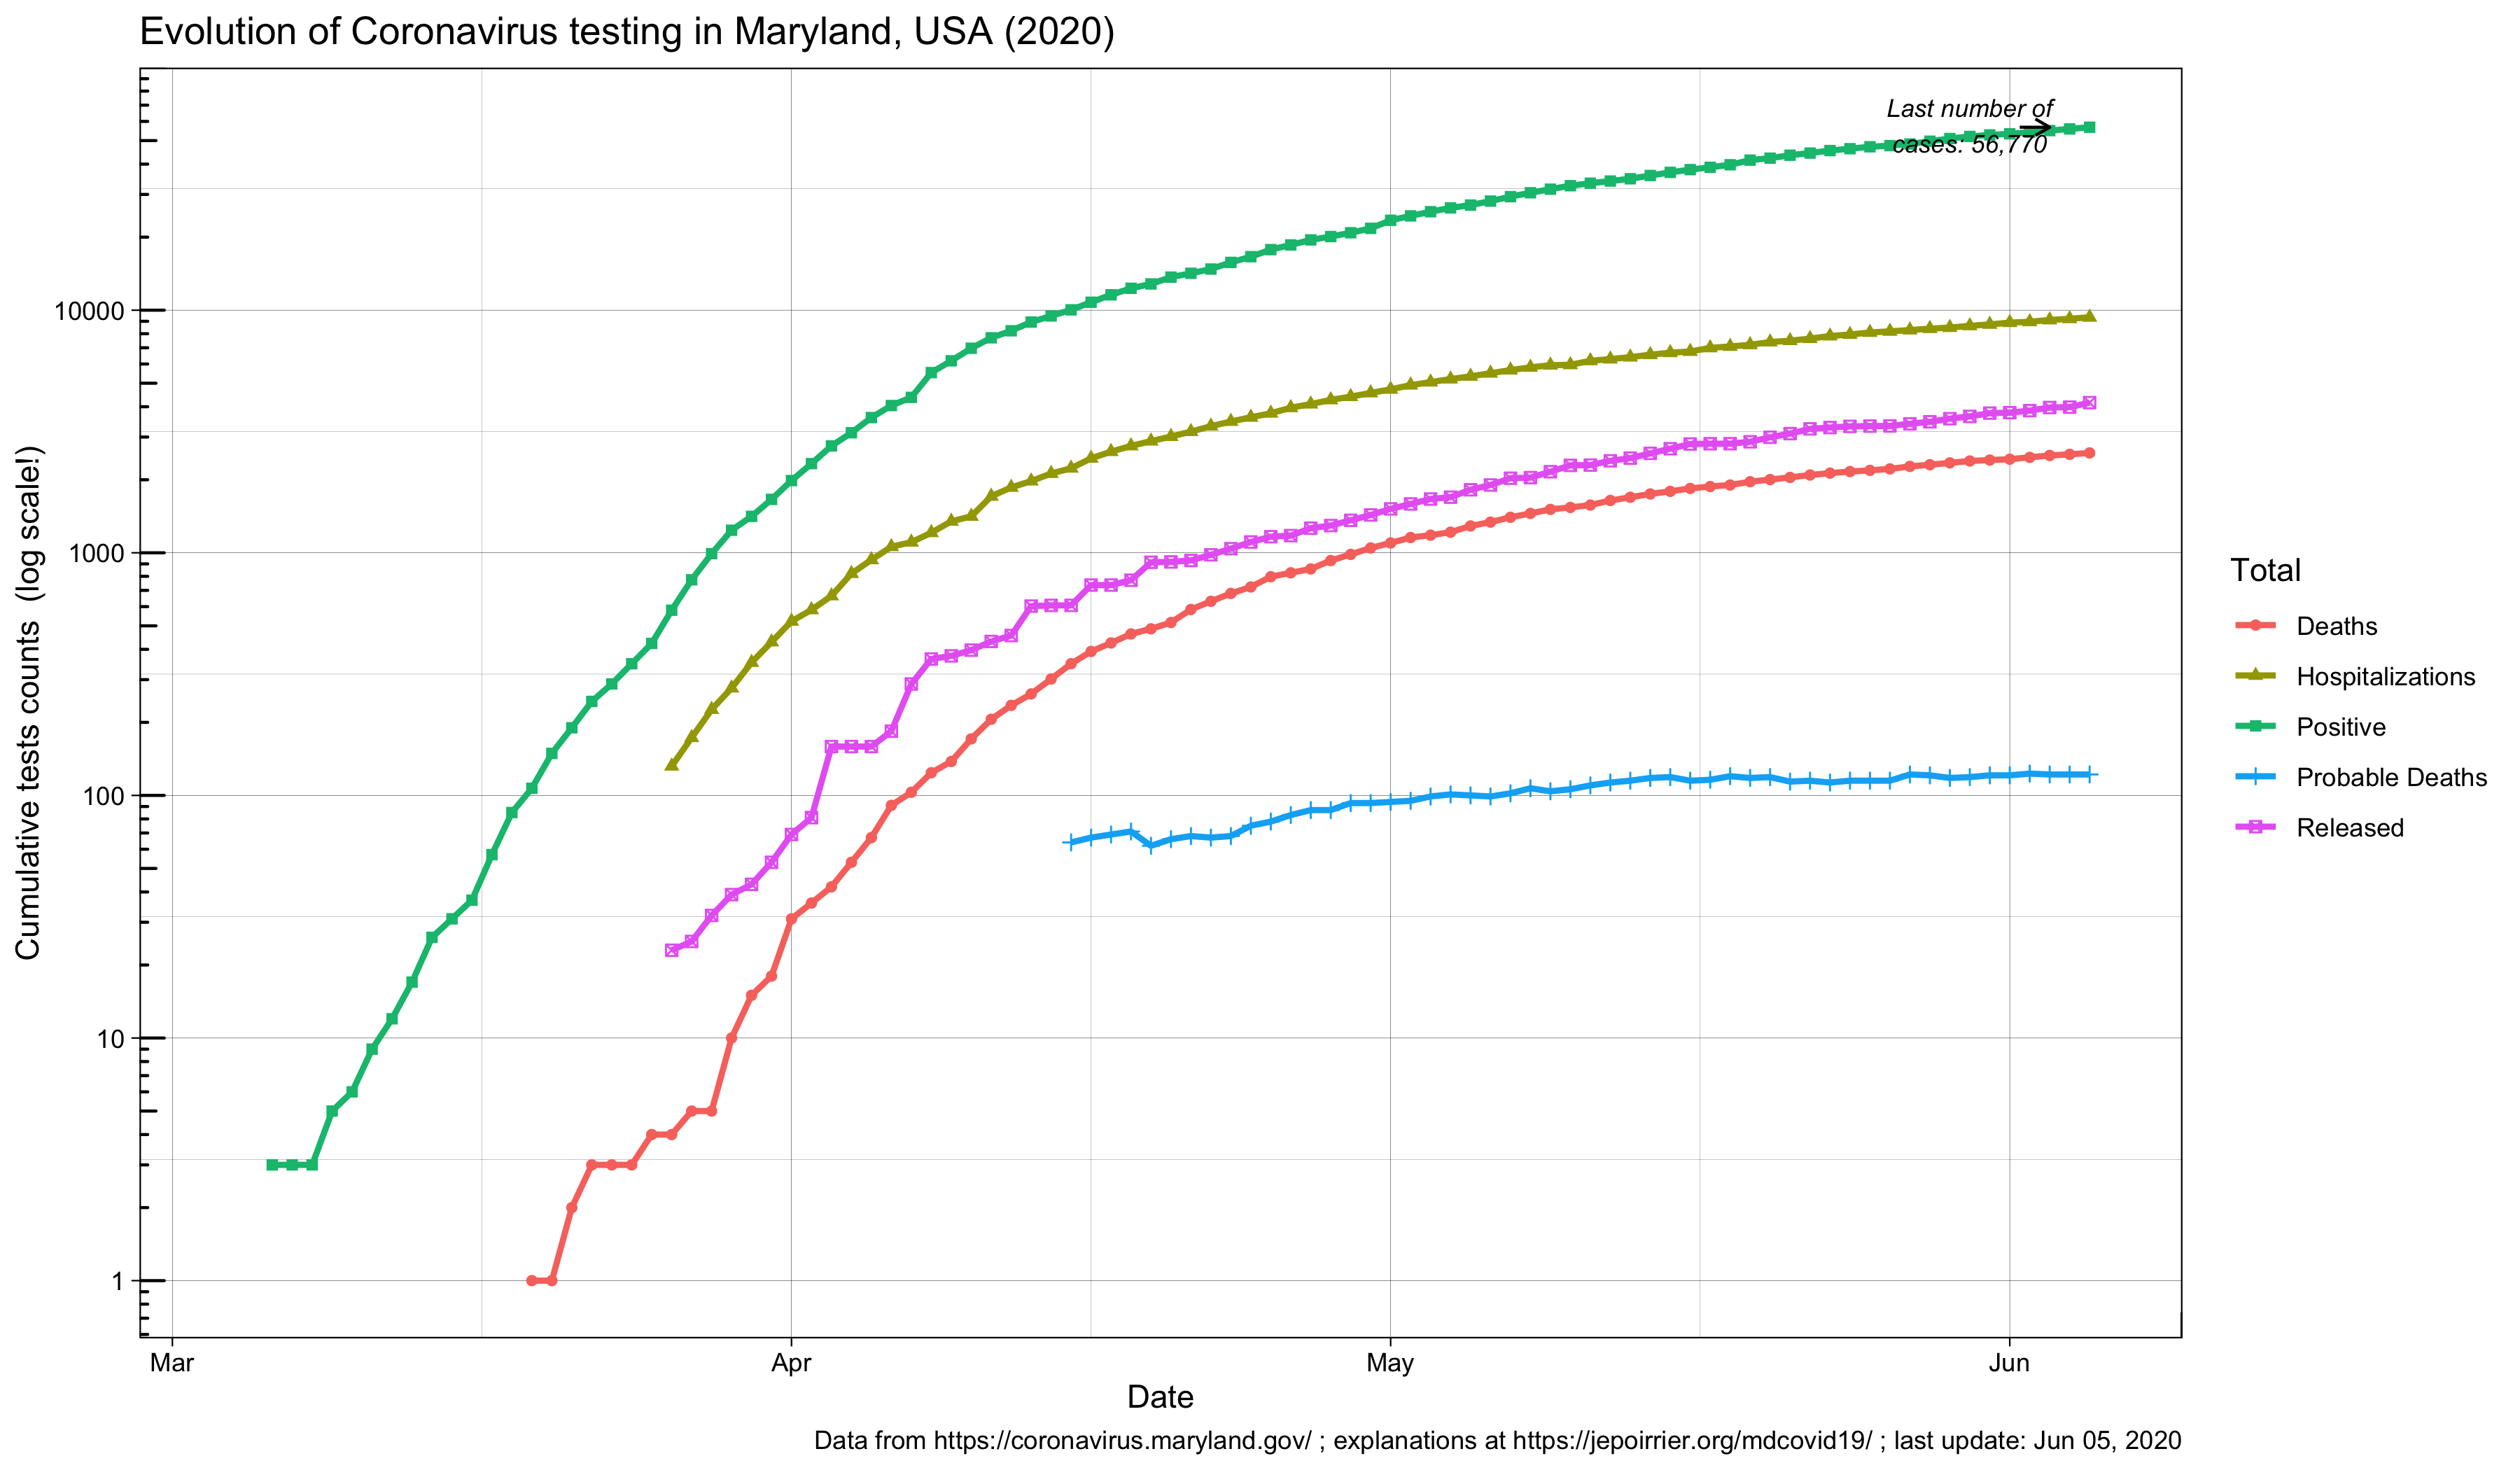 Evolution of Coronavirus testing in Maryland, USA (2020)
Last number of
cases: 56,770
10000
1000
100
10
1
Cumulative tests counts  (log scale!)
Mar
Apr
May
Jun
Date
Total
Deaths
Hospitalizations
Positive
Probable Deaths
Released
Data from https://coronavirus.maryland.gov/ ; explanations at https://jepoirrier.org/mdcovid19/ ; last update: Jun 05, 2020